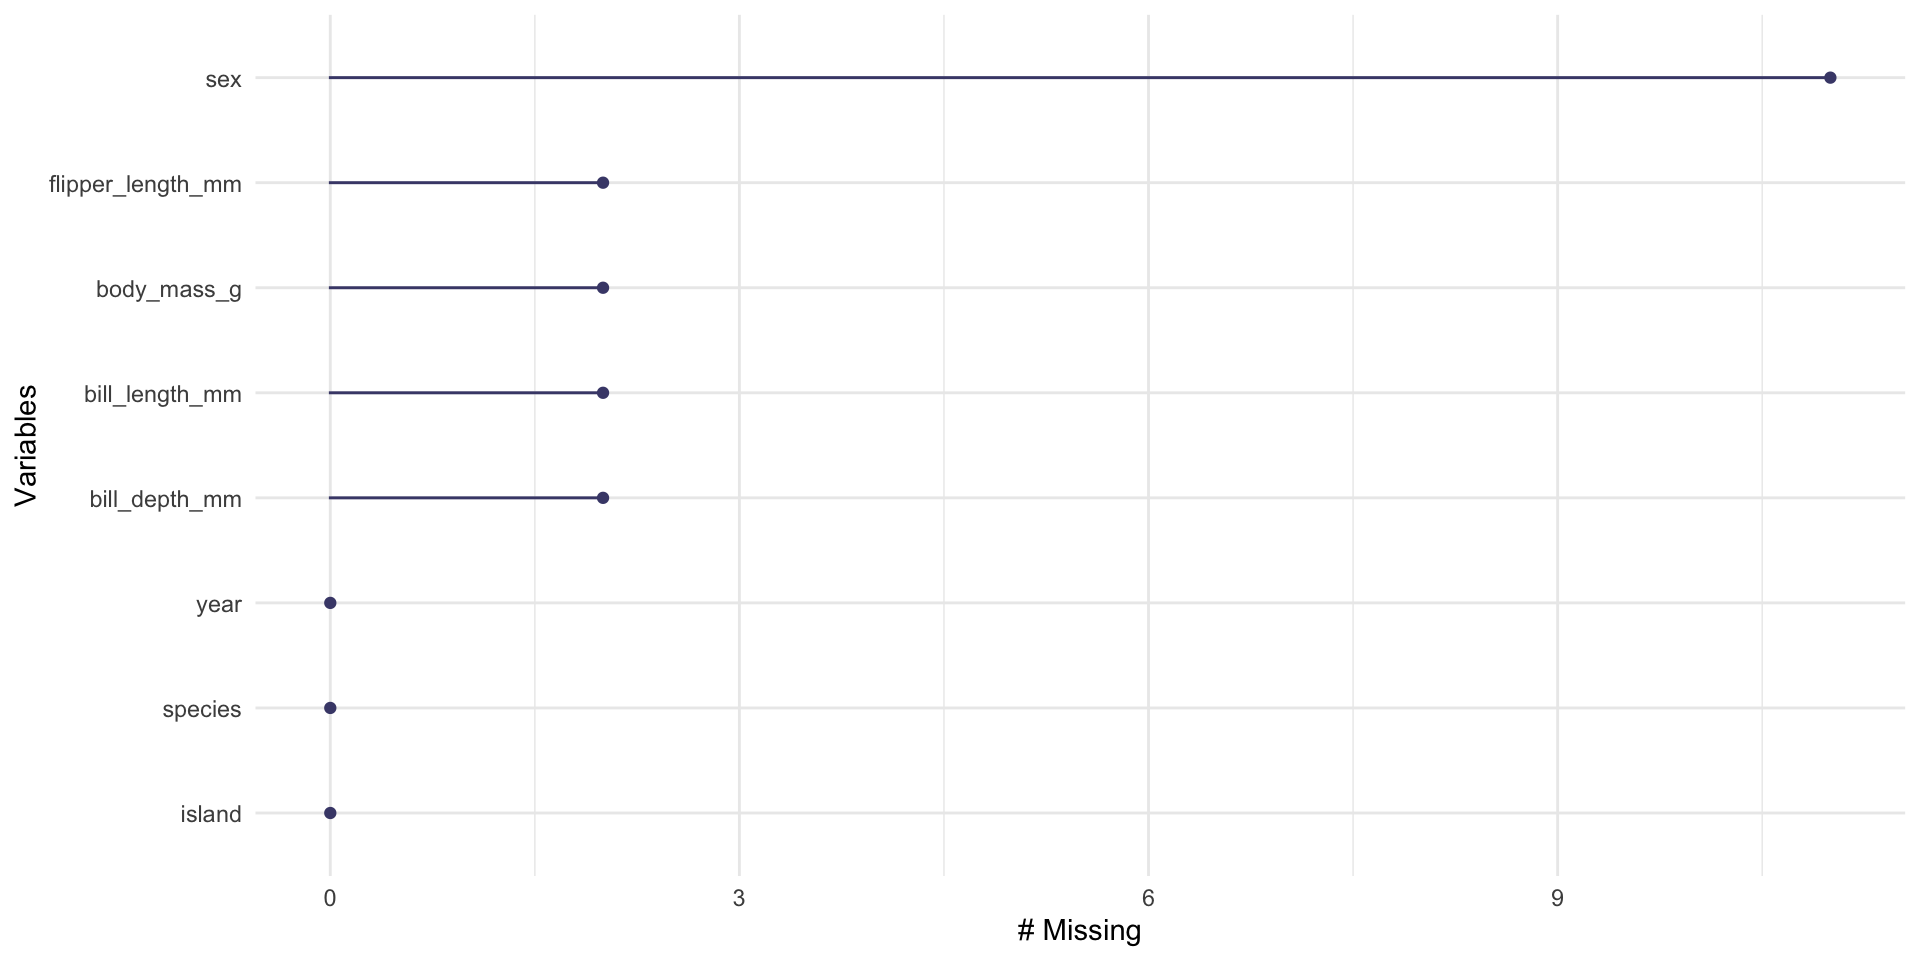 sex
flipper_length_mm
body_mass_g
bill_length_mm
bill_depth_mm
year
species
island
Variables
0 3 6 9
# Missing